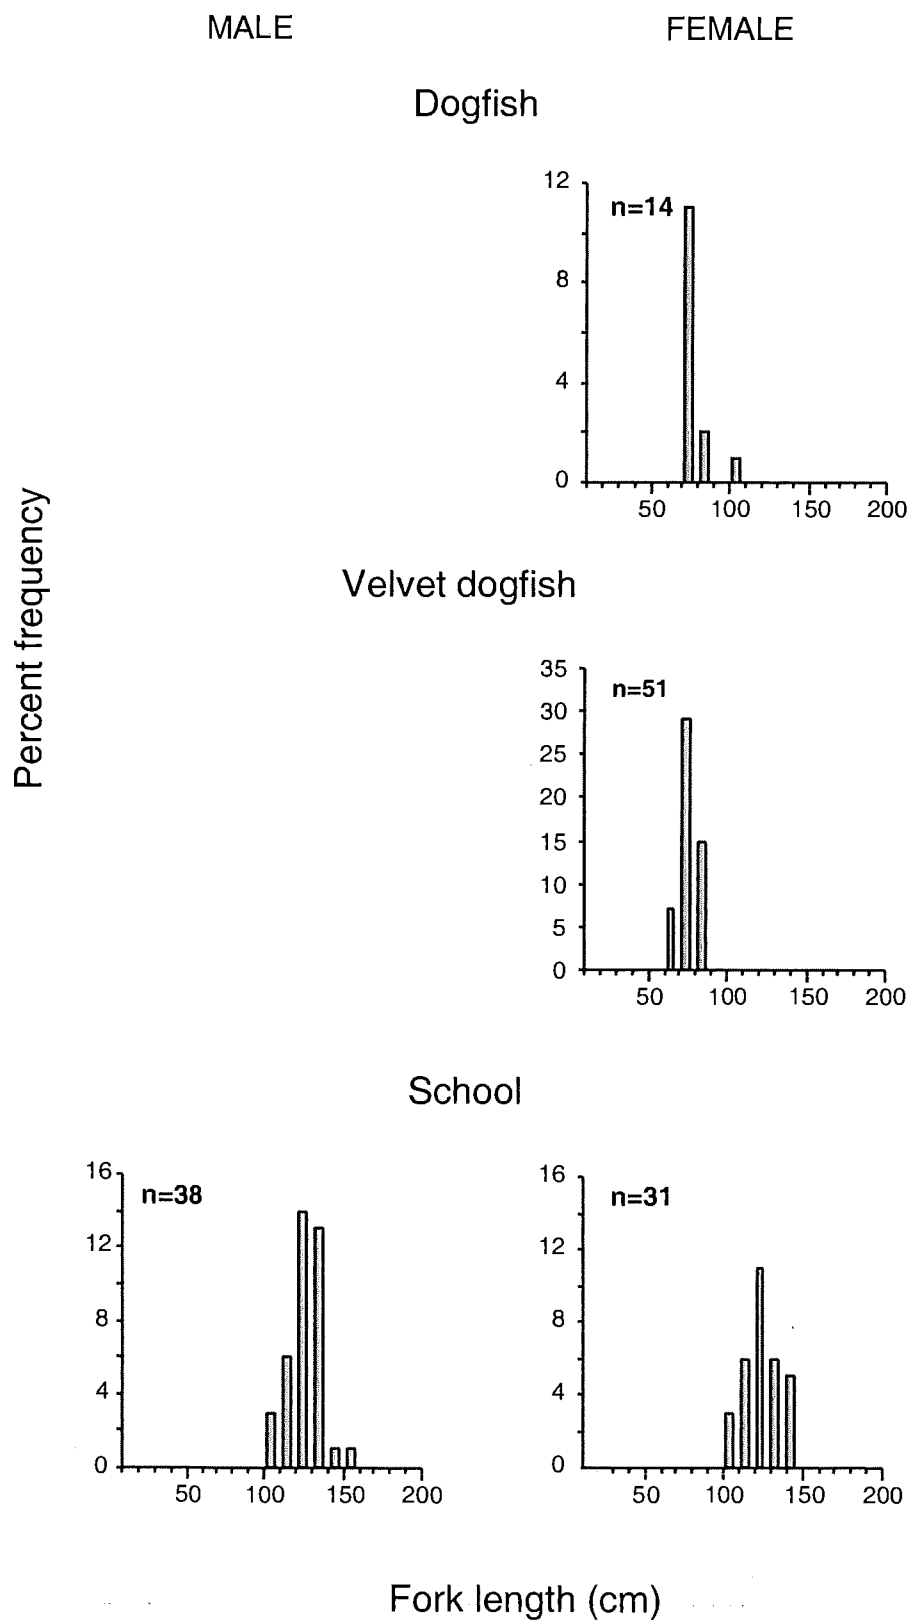 MALE
FEMALE
Dogfish
12
n=14
8
4
0
50 100 150 200
Velvet dogfish
35
n=51
30
25
20
15
10
5
0
50 100 150 200
School
16
n=38
12
8
4
0
50 100 150 200
16
n=31
12
8
4
0
50 100 150 200
Percent frequency
Fork length (cm)